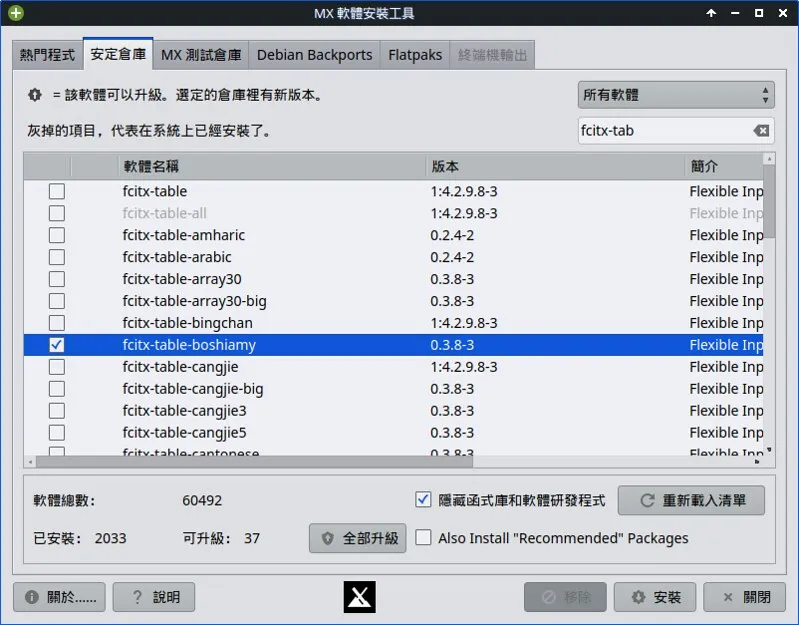 MX 軟體安裝工具
熱門程式 安定倉庫 MX 測試倉庫 Debian Backports Flatpaks 終端機輸出
= 該軟體可以升級。選定的倉庫裡有新版本。 所有軟體
灰掉的項目，代表在系統上已經安裝了。 fcitx-tab
軟體名稱 版本 簡介
fcitx-table 1:4.2.9.8-3 Flexible Inp
fcitx-table-all 1:4.2.9.8-3 Flexible Inp
fcitx-table-amharic 0.2.4-2 Flexible Inp
fcitx-table-arabic 0.2.4-2 Flexible Inp
fcitx-table-array30 0.3.8-3 Flexible Inp
fcitx-table-array30-big 0.3.8-3 Flexible Inp
fcitx-table-bingchan 1:4.2.9.8-3 Flexible Inp
fcitx-table-boshiamy 0.3.8-3 Flexible Inp
fcitx-table-cangjie 1:4.2.9.8-3 Flexible Inp
fcitx-table-cangjie-big 0.3.8-3 Flexible Inp
fcitx-table-cangjie3 0.3.8-3 Flexible Inp
fcitx-table-cangjie5 0.3.8-3 Flexible Inp
fcitx-table-cantonese 0.3.8-3 Flexible Inp
軟體總數： 60492 隱藏函式庫和軟體研發程式 重新載入清單
已安裝： 2033 可升級： 37 全部升級 Also Install "Recommended" Packages
關於…… 說明 移除 安裝 關閉